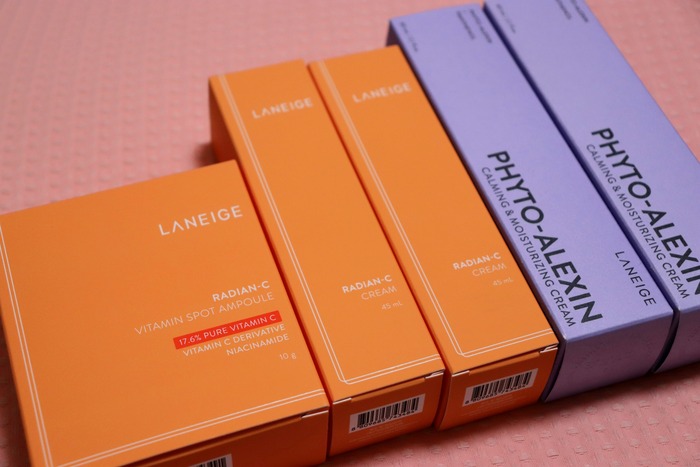 LANEIGE
RADIAN-C
VITAMIN SPOT AMPOULE
17.6% PURE VITAMIN C
VITAMIN C DERIVATIVE
NIACINAMIDE
10 g
LANEIGE
RADIAN-C
CREAM
45 mL
LANEIGE
RADIAN-C
CREAM
45 mL
PHYTO-ALEXIN
CALMING & MOISTURIZING CREAM
LANEIGE
PHYTO-ALEXIN
CALMING & MOISTURIZING CREAM